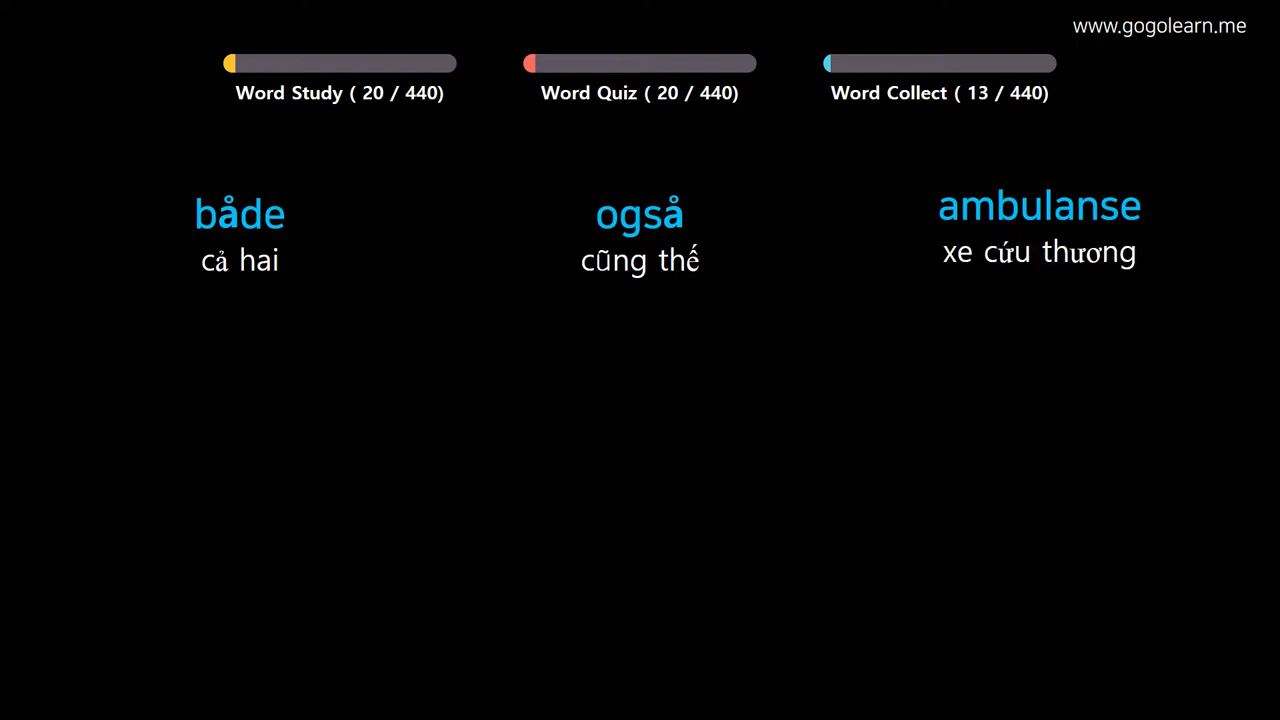 www.gogolearn.me
Word Study ( 20 / 440)
Word Quiz ( 20 / 440)
Word Collect ( 13 / 440)
både
cả hai
også
cũng thế
ambulanse
xe cứu thương